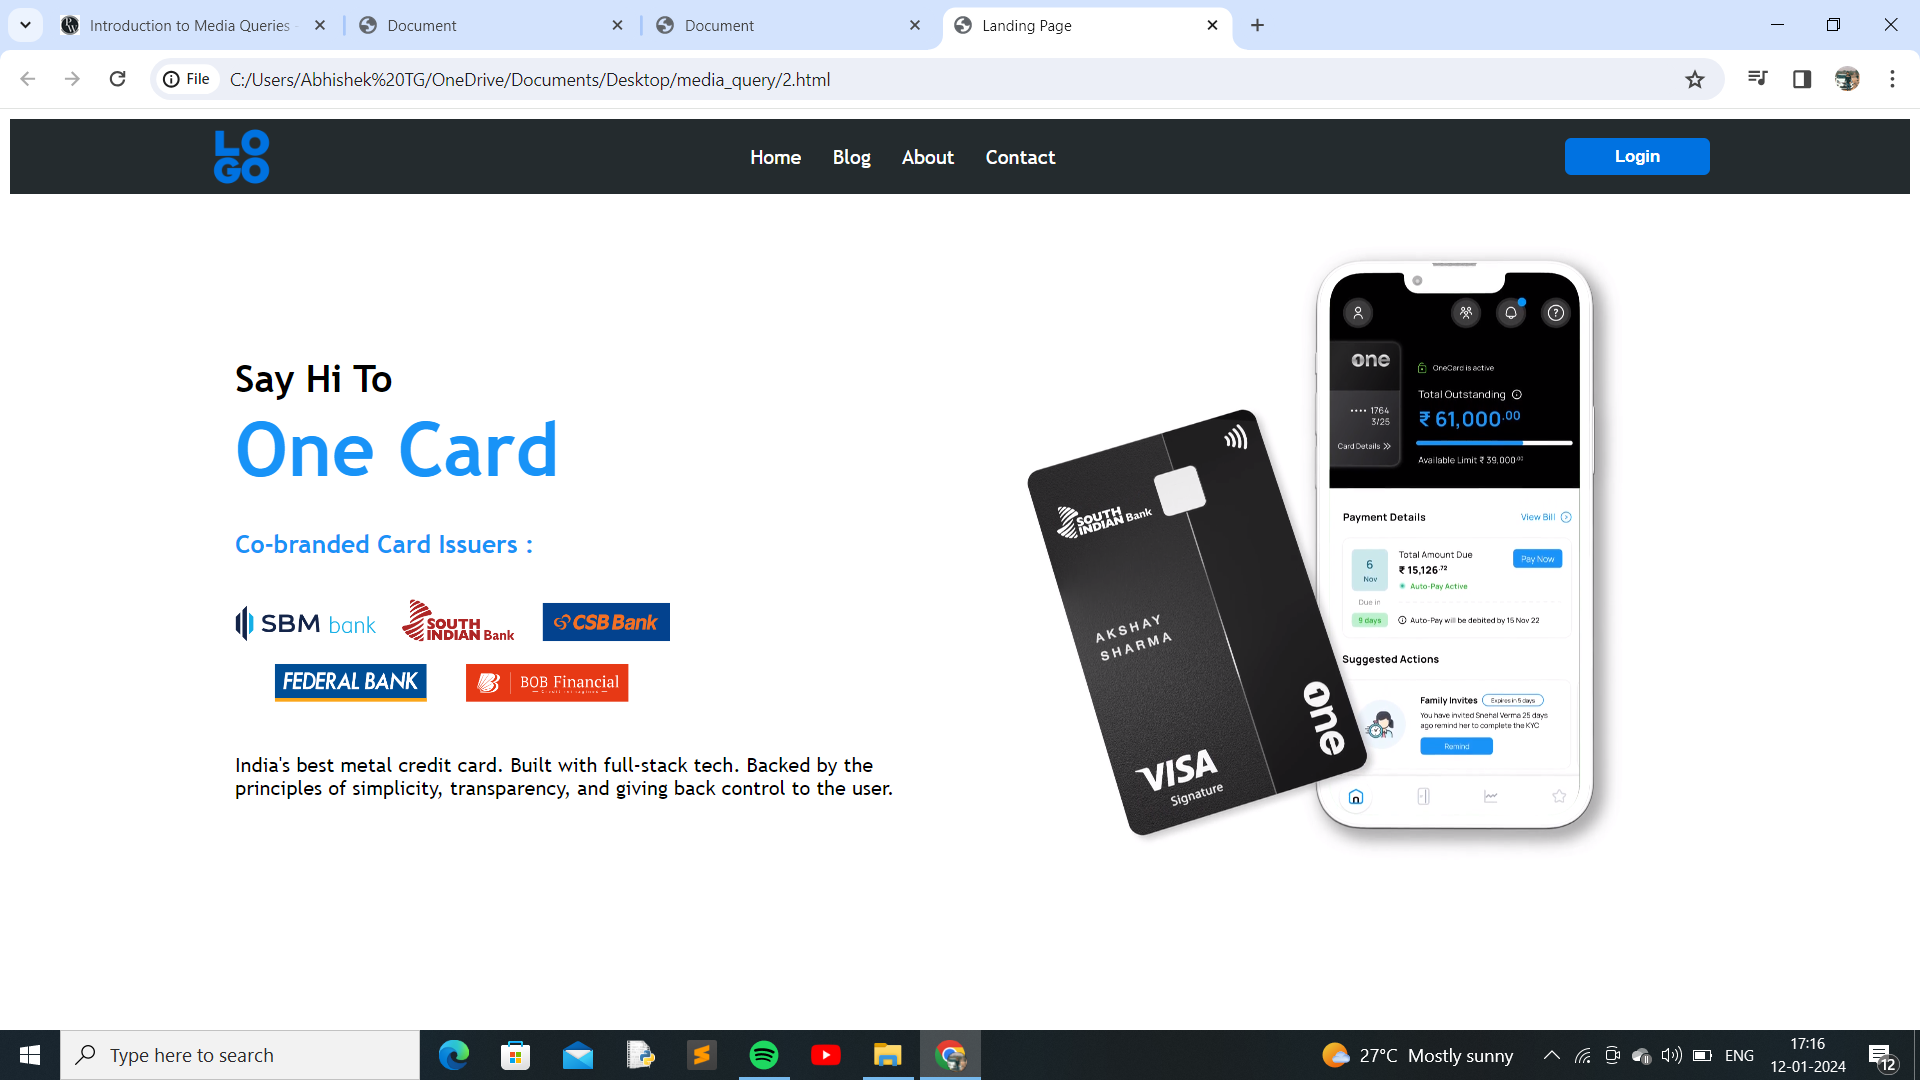 Introduction to Media Queries
Document
Document
Landing Page
File
C:/Users/Abhishek%20TG/OneDrive/Documents/Desktop/media_query/2.html
LO
GO
Home
Blog
About
Contact
Login
Say Hi To
One Card
Co-branded Card Issuers :
SBM bank
SOUTH
INDIAN Bank
CSB Bank
FEDERAL BANK
BOB Financial
India's best metal credit card. Built with full-stack tech. Backed by the
principles of simplicity, transparency, and giving back control to the user.
SOUTH
INDIAN Bank
AKSHAY
SHARMA
one
VISA
Signature
one
•••• 1764
3/25
Card Details >>
OneCard is active
Total Outstanding
₹ 61,000.00
Available Limit ₹ 39,000.00
Payment Details
View Bill
6
Nov
Due in
9 days
Total Amount Due
₹ 15,126.72
Auto-Pay Active
Pay Now
Auto-Pay will be debited by 15 Nov 22
Suggested Actions
Family Invites
Expires in 5 days
You have invited Snehal Verma 25 days
ago remind her to complete the KYC
Remind
Type here to search
27°C Mostly sunny
ENG
17:16
12-01-2024
12